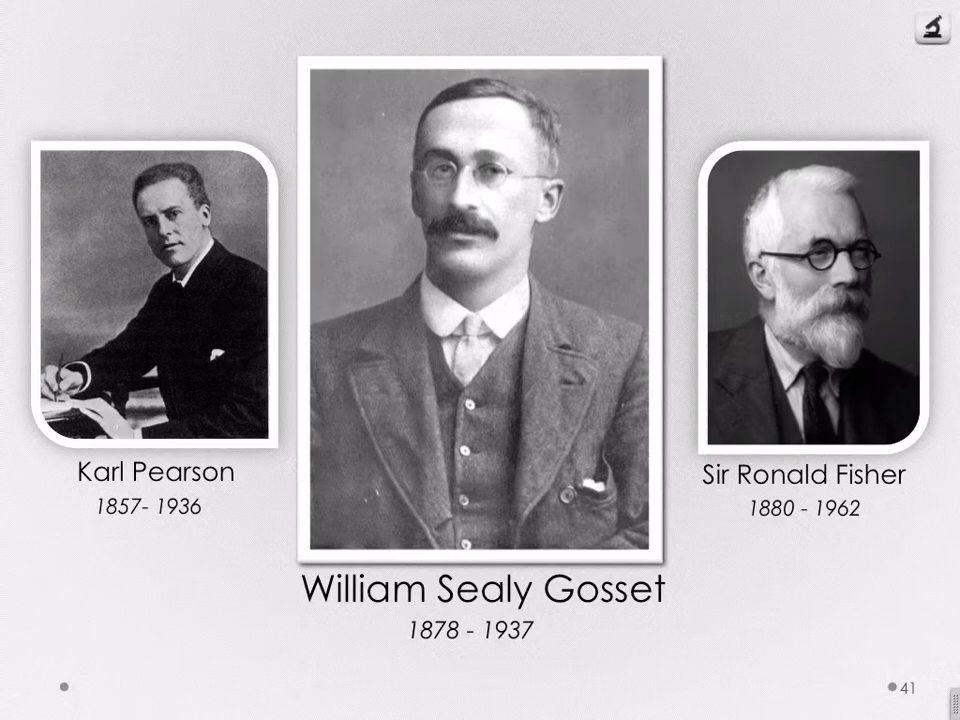 Karl Pearson
1857- 1936
William Sealy Gosset
1878 - 1937
Sir Ronald Fisher
1880 - 1962
41